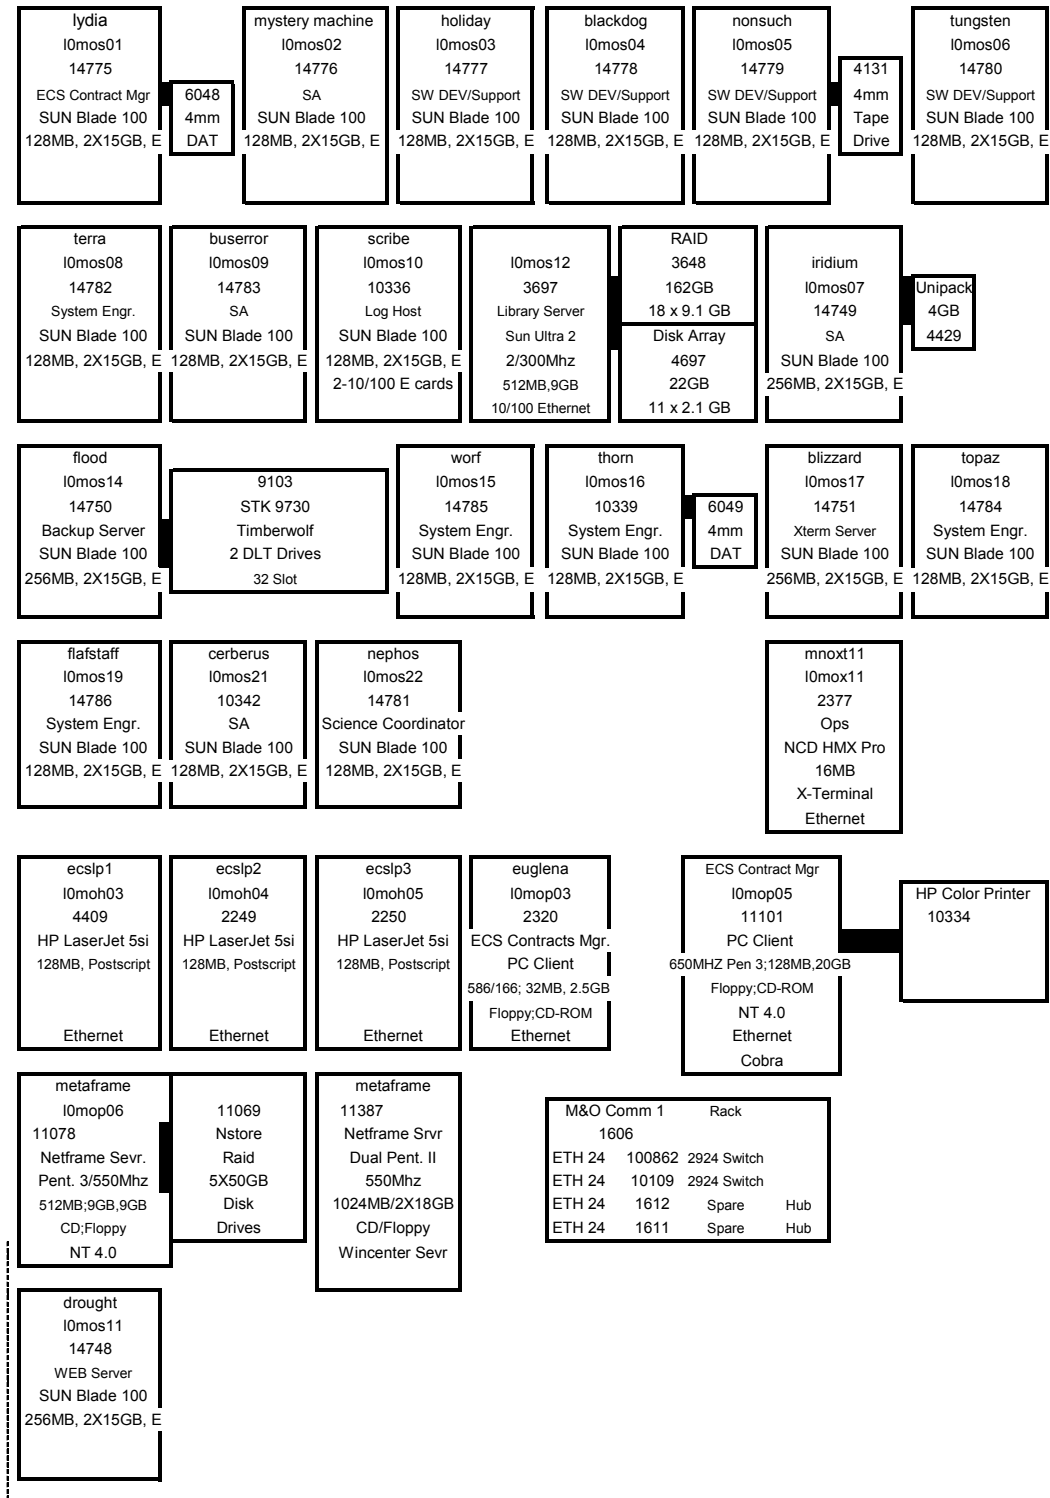 lydia
l0mos01
14775
ECS Contract Mgr
SUN Blade 100
128MB, 2X15GB, E
6048
4mm
DAT
mystery machine
l0mos02
14776
SA
SUN Blade 100
128MB, 2X15GB, E
holiday
l0mos03
14777
SW DEV/Support
SUN Blade 100
128MB, 2X15GB, E
blackdog
l0mos04
14778
SW DEV/Support
SUN Blade 100
128MB, 2X15GB, E
nonsuch
l0mos05
14779
SW DEV/Support
SUN Blade 100
128MB, 2X15GB, E
4131
4mm
Tape
Drive
tungsten
l0mos06
14780
SW DEV/Support
SUN Blade 100
128MB, 2X15GB, E
terra
l0mos08
14782
System Engr.
SUN Blade 100
128MB, 2X15GB, E
buserror
l0mos09
14783
SA
SUN Blade 100
128MB, 2X15GB, E
scribe
l0mos10
10336
Log Host
SUN Blade 100
128MB, 2X15GB, E
2-10/100 E cards
l0mos12
3697
Library Server
Sun Ultra 2
2/300Mhz
512MB,9GB
10/100 Ethernet
RAID
3648
162GB
18 x 9.1 GB
Disk Array
4697
22GB
11 x 2.1 GB
iridium
l0mos07
14749
SA
SUN Blade 100
256MB, 2X15GB, E
Unipack
4GB
4429
flood
l0mos14
14750
Backup Server
SUN Blade 100
256MB, 2X15GB, E
9103
STK 9730
Timberwolf
2 DLT Drives
32 Slot
worf
l0mos15
14785
System Engr.
SUN Blade 100
128MB, 2X15GB, E
thorn
l0mos16
10339
System Engr.
SUN Blade 100
128MB, 2X15GB, E
6049
4mm
DAT
blizzard
l0mos17
14751
Xterm Server
SUN Blade 100
256MB, 2X15GB, E
topaz
l0mos18
14784
System Engr.
SUN Blade 100
128MB, 2X15GB, E
flafstaff
l0mos19
14786
System Engr.
SUN Blade 100
128MB, 2X15GB, E
cerberus
l0mos21
10342
SA
SUN Blade 100
128MB, 2X15GB, E
nephos
l0mos22
14781
Science Coordinator
SUN Blade 100
128MB, 2X15GB, E
mnoxt11
l0mox11
2377
Ops
NCD HMX Pro
16MB
X-Terminal
Ethernet
ecslp1
l0moh03
4409
HP LaserJet 5si
128MB, Postscript
Ethernet
ecslp2
l0moh04
2249
HP LaserJet 5si
128MB, Postscript
Ethernet
ecslp3
l0moh05
2250
HP LaserJet 5si
128MB, Postscript
Ethernet
euglena
l0mop03
2320
ECS Contracts Mgr.
PC Client
586/166; 32MB, 2.5GB
Floppy;CD-ROM
Ethernet
ECS Contract Mgr
l0mop05
11101
PC Client
650MHZ Pen 3;128MB,20GB
Floppy;CD-ROM
NT 4.0
Ethernet
Cobra
HP Color Printer
10334
metaframe
l0mop06
11078
Netframe Sevr.
Pent. 3/550Mhz
512MB;9GB,9GB
CD;Floppy
NT 4.0
11069
Nstore
Raid
5X50GB
Disk
Drives
metaframe
11387
Netframe Srvr
Dual Pent. II
550Mhz
1024MB/2X18GB
CD/Floppy
Wincenter Sevr
M&O Comm 1 Rack
1606
ETH 24 100862 2924 Switch
ETH 24 10109 2924 Switch
ETH 24 1612 Spare Hub
ETH 24 1611 Spare Hub
drought
l0mos11
14748
WEB Server
SUN Blade 100
256MB, 2X15GB, E